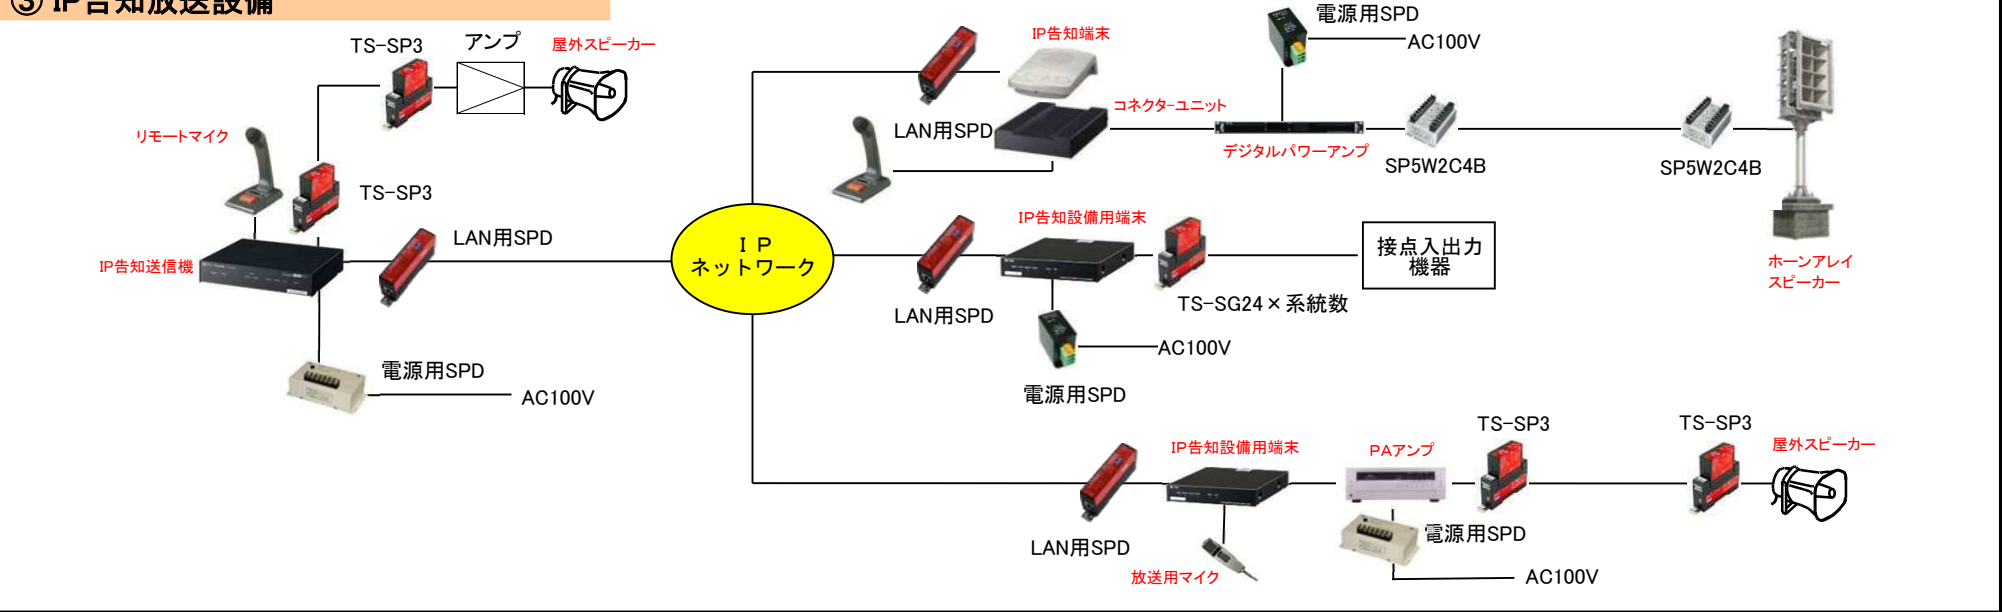 ③ IP告知放送設備
TS-SP3
アンプ
屋外スピーカー
リモートマイク
TS-SP3
LAN用SPD
IP告知送信機
電源用SPD
AC100V
IP
ネットワーク
IP告知端末
電源用SPD
AC100V
LAN用SPD
コネクターユニット
デジタルパワーアンプ
SP5W2C4B
SP5W2C4B
ホーンアレイ
スピーカー
IP告知設備用端末
LAN用SPD
TS-SG24×系統数
接点入出力
機器
AC100V
電源用SPD
IP告知設備用端末
PAアンプ
TS-SP3
TS-SP3
屋外スピーカー
LAN用SPD
放送用マイク
電源用SPD
AC100V